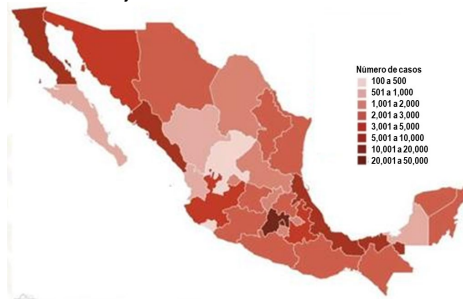 Número de casos
100 a 500
501 a 1,000
1,001 a 2,000
2,001 a 3,000
3,001 a 5,000
5,001 a 10,000
10,001 a 20,000
20,001 a 50,000